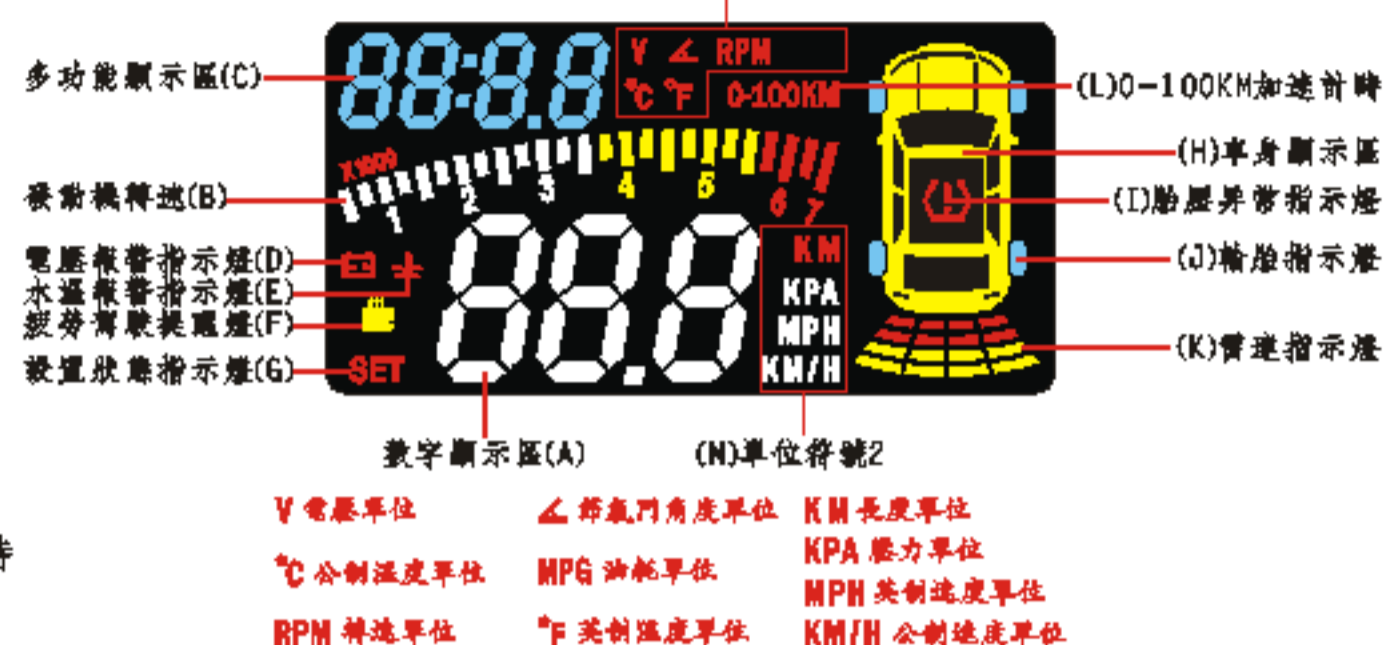 88:8.8
V ∡ RPM
℃ ℉ 0-100KM
多功能顯示區(C)
(L)0-100KM加速計時
X1000
1 2 3 4 5 6 7
(H)車身顯示區
發動機轉速(B)
(I)胎壓异常指示燈
電壓報警指示燈(D)
水溫報警指示燈(E)
疲勞駕駛提醒燈(F)
設置狀態指示燈(G)
SET
88.8
KM
KPA
MPH
KM/H
(J)輪胎指示燈
(K)雷達指示燈
數字顯示區(A)
(N)單位符號2
V 電壓單位
∡ 節氣門角度單位
KM 長度單位
℃ 公制溫度單位
MPG 油耗單位
KPA 壓力單位
MPH 英制速度單位
RPM 轉速單位
℉ 英制溫度單位
KM/H 公制速度單位